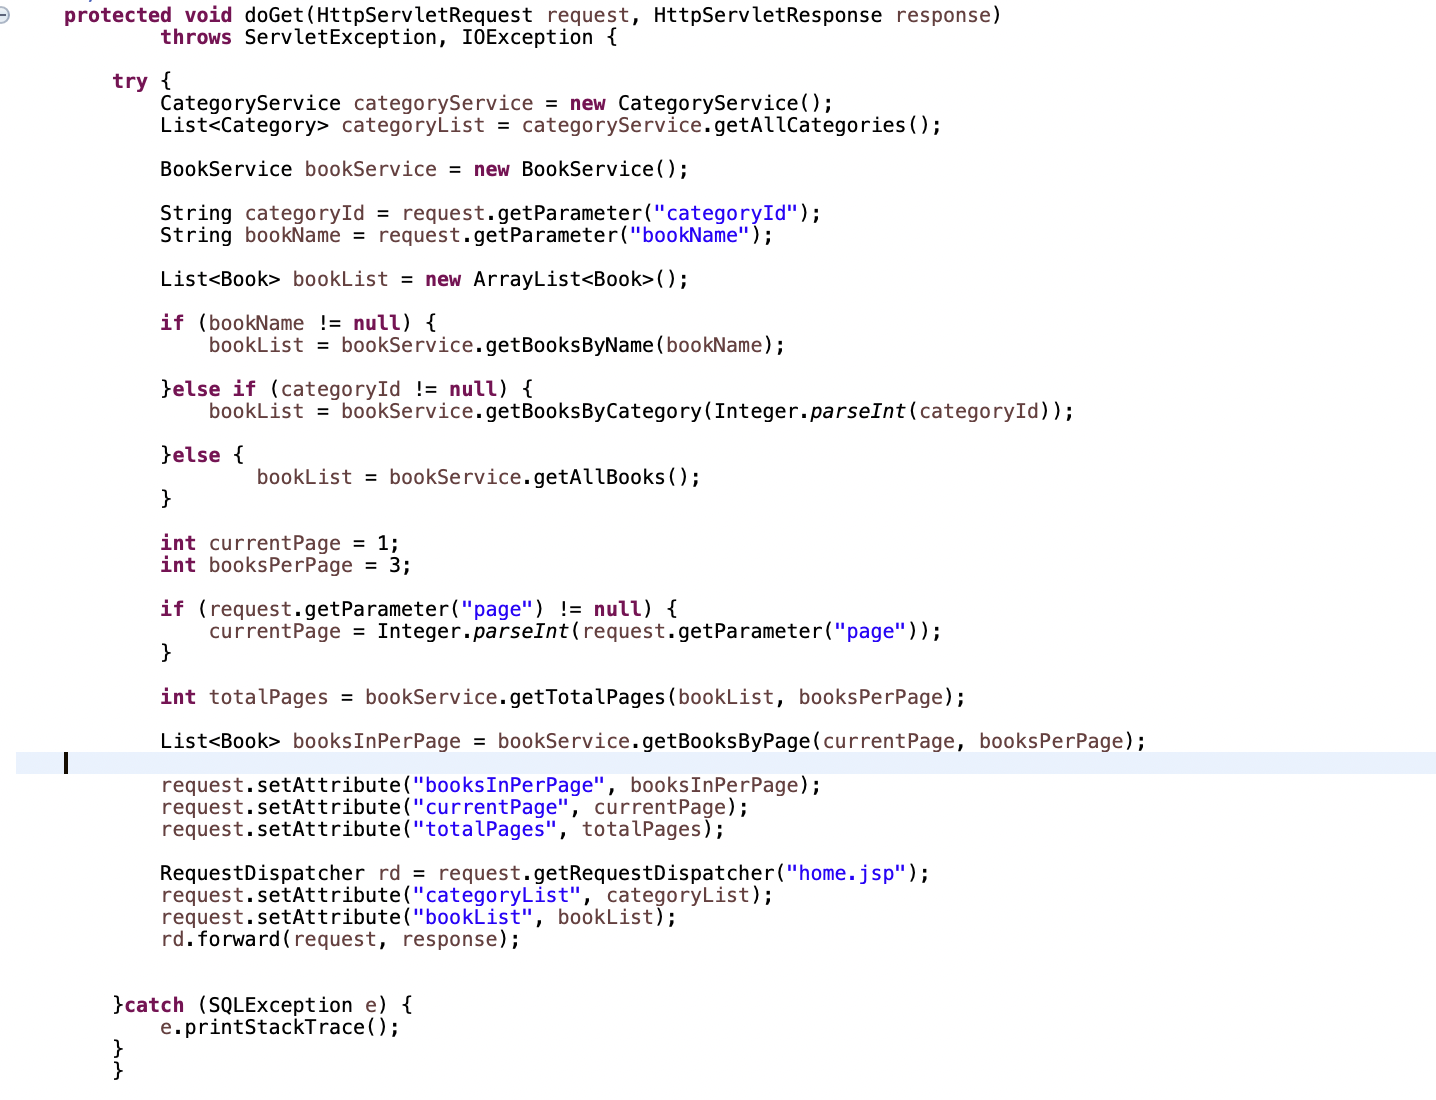 protected void doGet(HttpServletRequest request, HttpServletResponse response)
throws ServletException, IOException {
try {
CategoryService categoryService = new CategoryService();
List<Category> categoryList = categoryService.getAllCategories();
BookService bookService = new BookService();
String categoryId = request.getParameter("categoryId");
String bookName = request.getParameter("bookName");
List<Book> bookList = new ArrayList<Book>();
if (bookName != null) {
bookList = bookService.getBooksByName(bookName);
}else if (categoryId != null) {
bookList = bookService.getBooksByCategory(Integer.parseInt(categoryId));
}else {
bookList = bookService.getAllBooks();
}
int currentPage = 1;
int booksPerPage = 3;
if (request.getParameter("page") != null) {
currentPage = Integer.parseInt(request.getParameter("page"));
}
int totalPages = bookService.getTotalPages(bookList, booksPerPage);
List<Book> booksInPerPage = bookService.getBooksByPage(currentPage, booksPerPage);
request.setAttribute("booksInPerPage", booksInPerPage);
request.setAttribute("currentPage", currentPage);
request.setAttribute("totalPages", totalPages);
RequestDispatcher rd = request.getRequestDispatcher("home.jsp");
request.setAttribute("categoryList", categoryList);
request.setAttribute("bookList", bookList);
rd.forward(request, response);
}catch (SQLException e) {
e.printStackTrace();
}
}